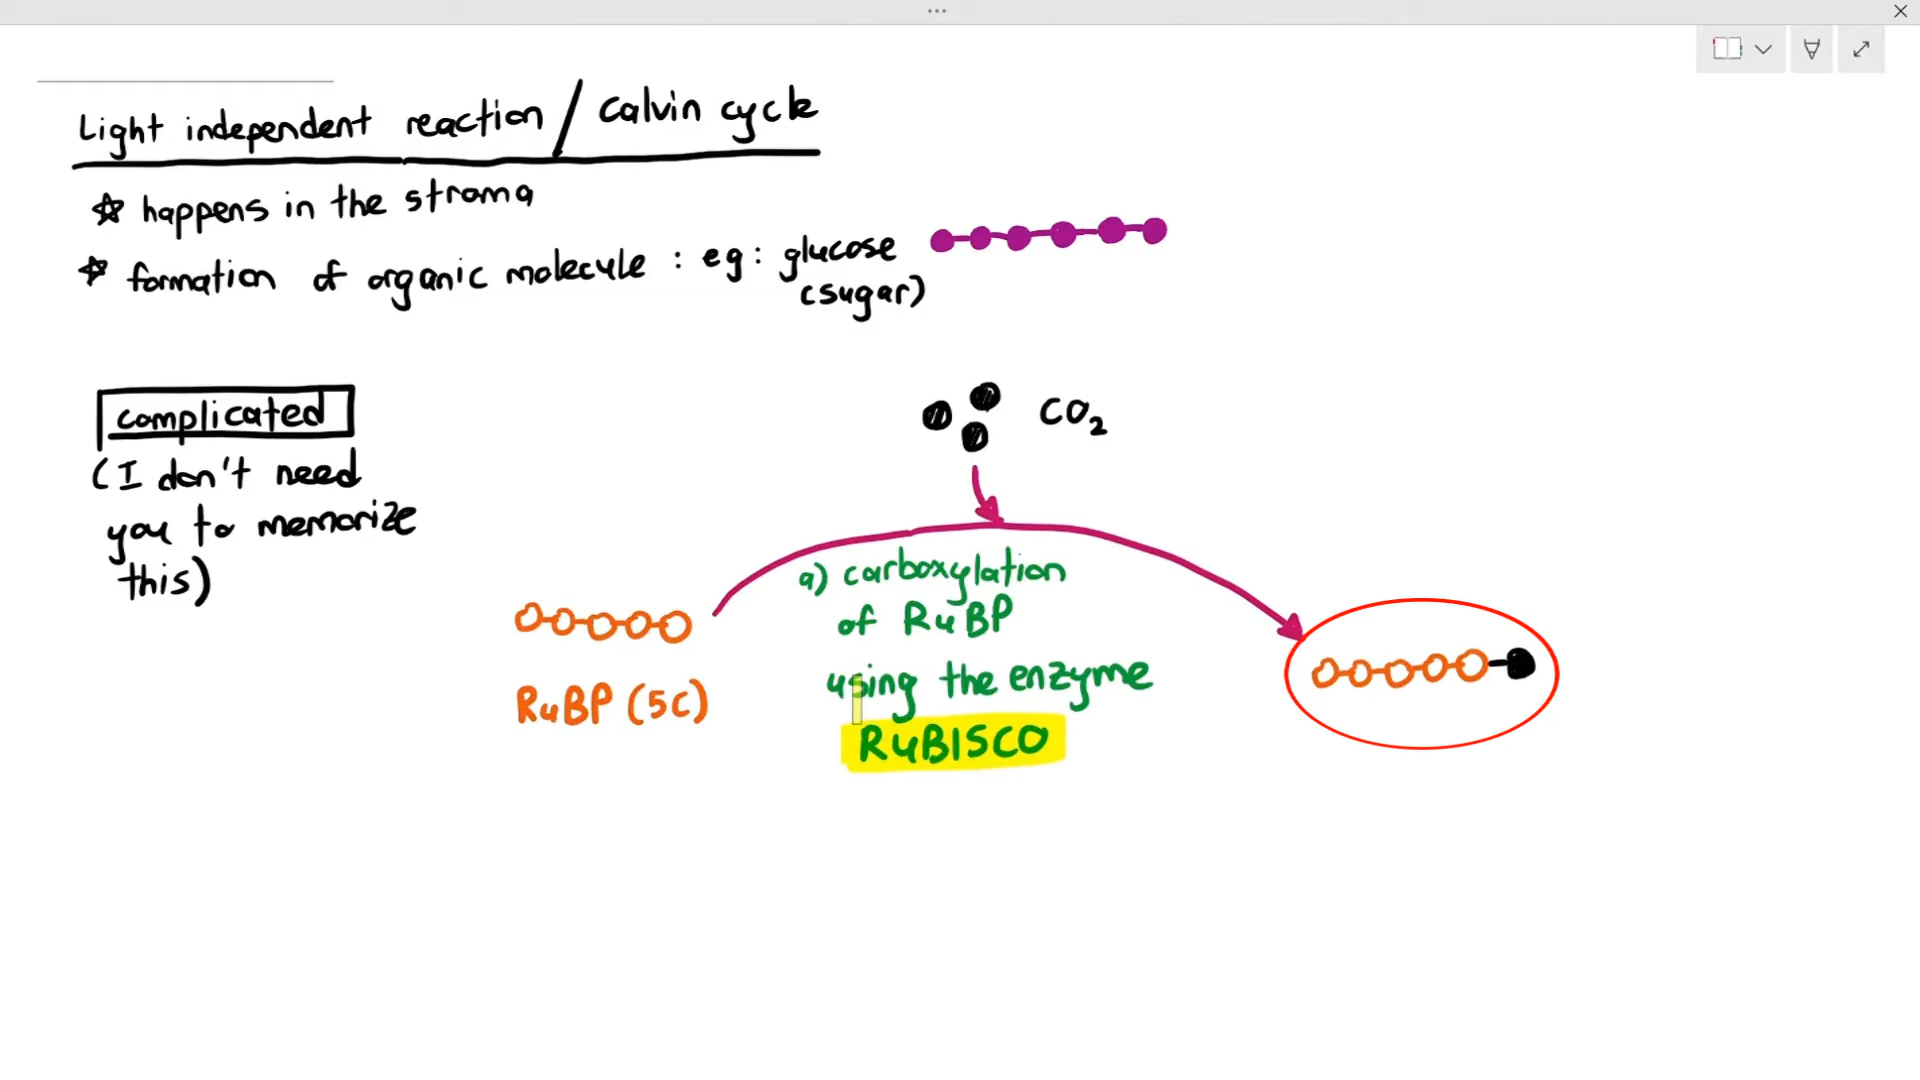 Light independent reaction / Calvin cycle
☆ happens in the stroma
☆ formation of organic molecule : eg: glucose
(sugar)
complicated
(I don't need
you to memorize
this)
CO₂
a) carboxylation
of RuBP
using the enzyme
RuBISCO
RuBP (5C)